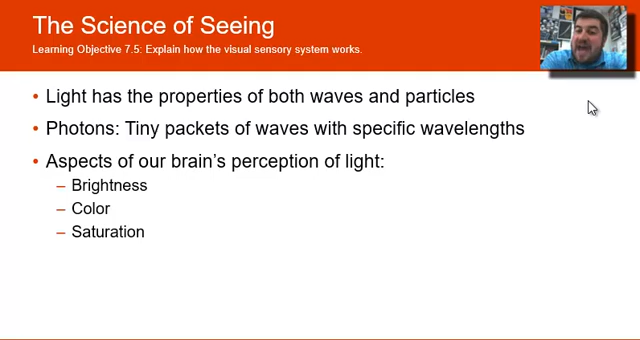 The Science of Seeing
Learning Objective 7.5: Explain how the visual sensory system works.
• Light has the properties of both waves and particles
• Photons: Tiny packets of waves with specific wavelengths
• Aspects of our brain's perception of light:
– Brightness
– Color
– Saturation